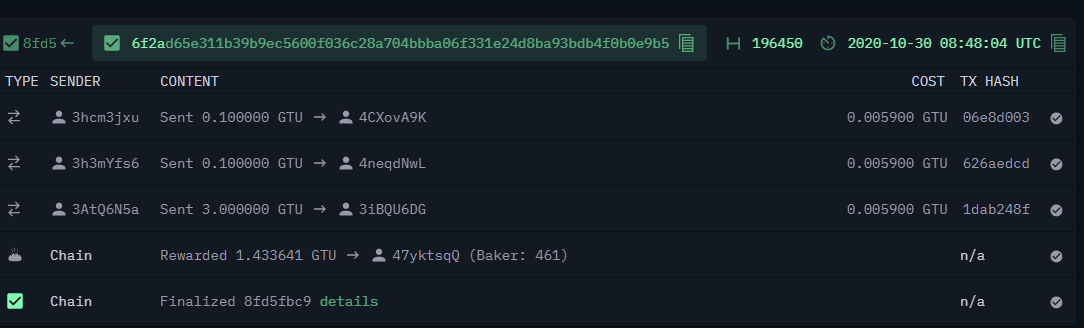 8fd5← 6f2ad65e311b39b9ec5600f036c28a704bbba06f331e24d8ba93bdb4f0b0e9b5 196450 2020-10-30 08:48:04 UTC
TYPE SENDER CONTENT COST TX HASH
3hcm3jxu Sent 0.100000 GTU → 4CXovA9K 0.005900 GTU 06e8d003
3h3mYfs6 Sent 0.100000 GTU → 4neqdNwL 0.005900 GTU 626aedcd
3AtQ6N5a Sent 3.000000 GTU → 3iBQU6DG 0.005900 GTU 1dab248f
Chain Rewarded 1.433641 GTU → 47yktsqQ (Baker: 461) n/a
Chain Finalized 8fd5fbc9 details n/a